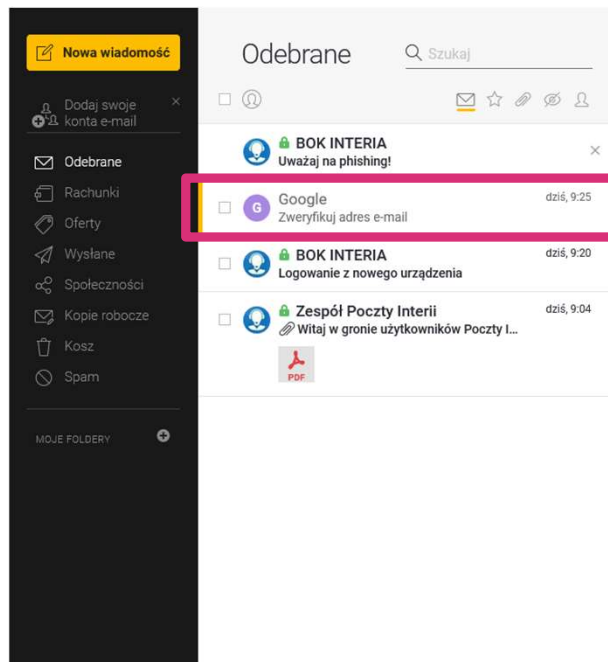 Nowa wiadomość
Dodaj swoje
konta e-mail
Odebrane
Rachunki
Oferty
Wysłane
Społeczności
Kopie robocze
Kosz
Spam
MOJE FOLDERY
Odebrane
Szukaj
BOK INTERIA
Uważaj na phishing!
G
Google
dziś, 9:25
Zweryfikuj adres e-mail
BOK INTERIA
dziś, 9:20
Logowanie z nowego urządzenia
Zespół Poczty Interii
dziś, 9:04
Witaj w gronie użytkowników Poczty I...
PDF